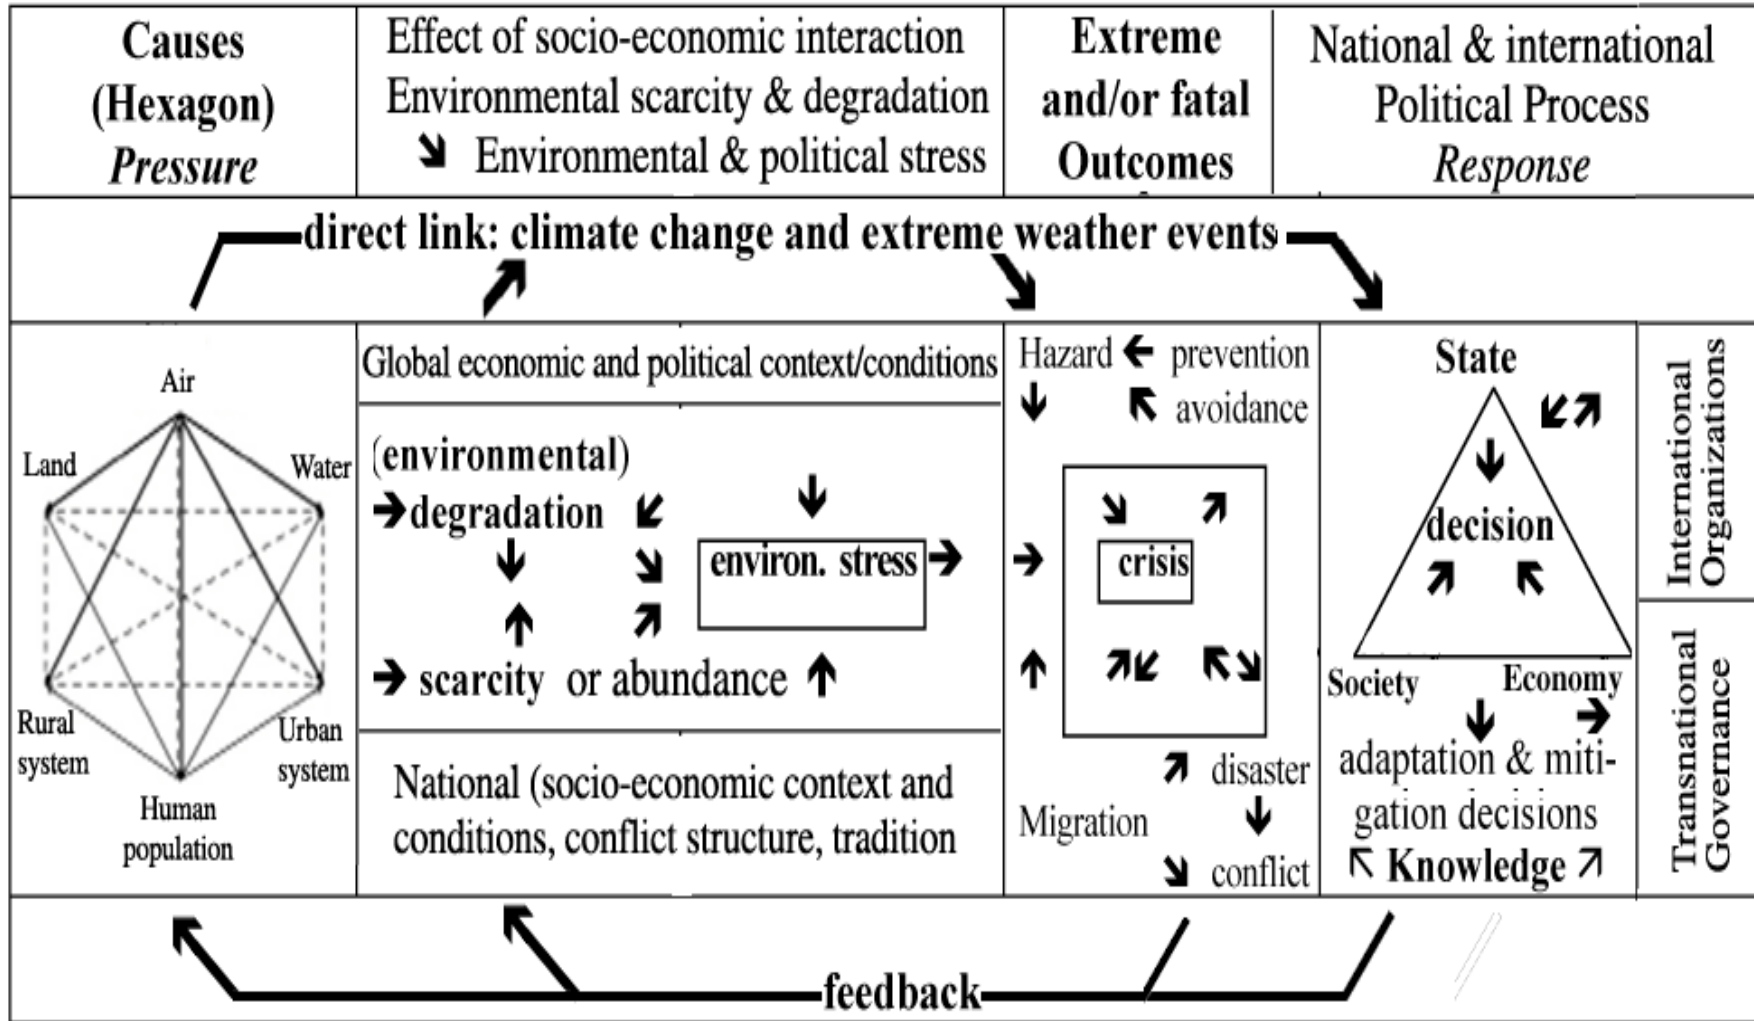 Causes
(Hexagon)
Pressure
Effect of socio-economic interaction
Environmental scarcity & degradation
Environmental & political stress
Extreme
and/or fatal
Outcomes
National & international
Political Process
Response
direct link: climate change and extreme weather events
Air
Land
Water
Rural
system
Urban
system
Human
population
Global economic and political context/conditions
(environmental)
degradation
environ. stress
scarcity or abundance
National (socio-economic context and
conditions, conflict structure, tradition
Hazard prevention
avoidance
crisis
disaster
Migration
conflict
State
decision
Society
Economy
adaptation & miti-
gation decisions
Knowledge
International
Organizations
Transnational
Governance
feedback